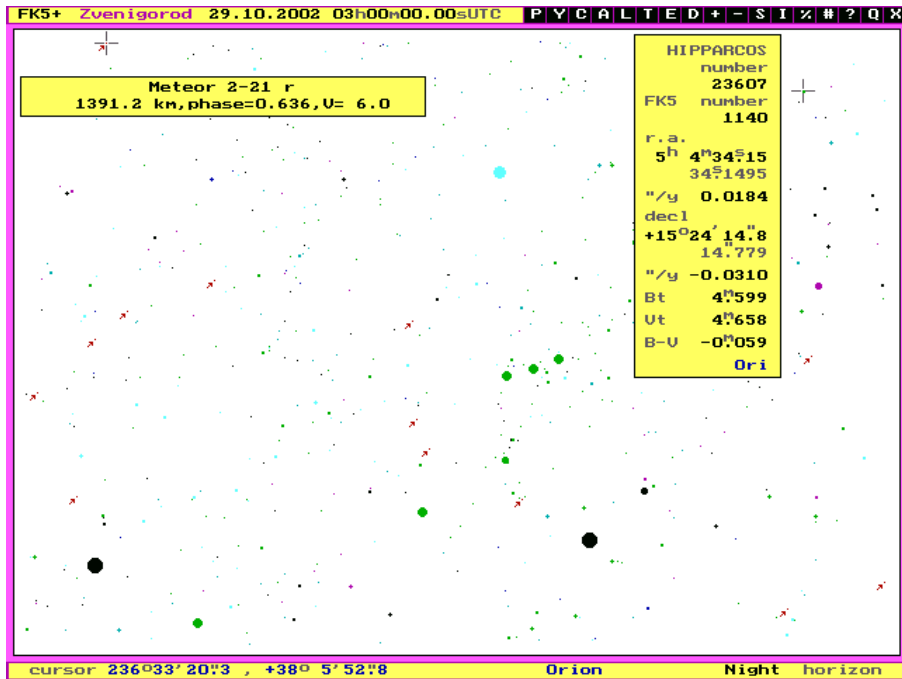 FK5+ Zvenigorod 29.10.2002 03h00m00.00sUTC P Y C A L T E D + - S I % # ? Q X
Meteor 2-21 r
1391.2 km,phase=0.636,V= 6.0
HIPPARCOS
number
23607
FK5 number
1140
r.a.
5h 4m34s.15
34s.1495
"/y 0.0184
decl
+15°24'14".8
14".779
"/y -0.0310
Bt 4m.599
Vt 4m.658
B-V -0m.059
Ori
cursor 236°33'20".3 , +38° 5'52".8 Orion Night horizon